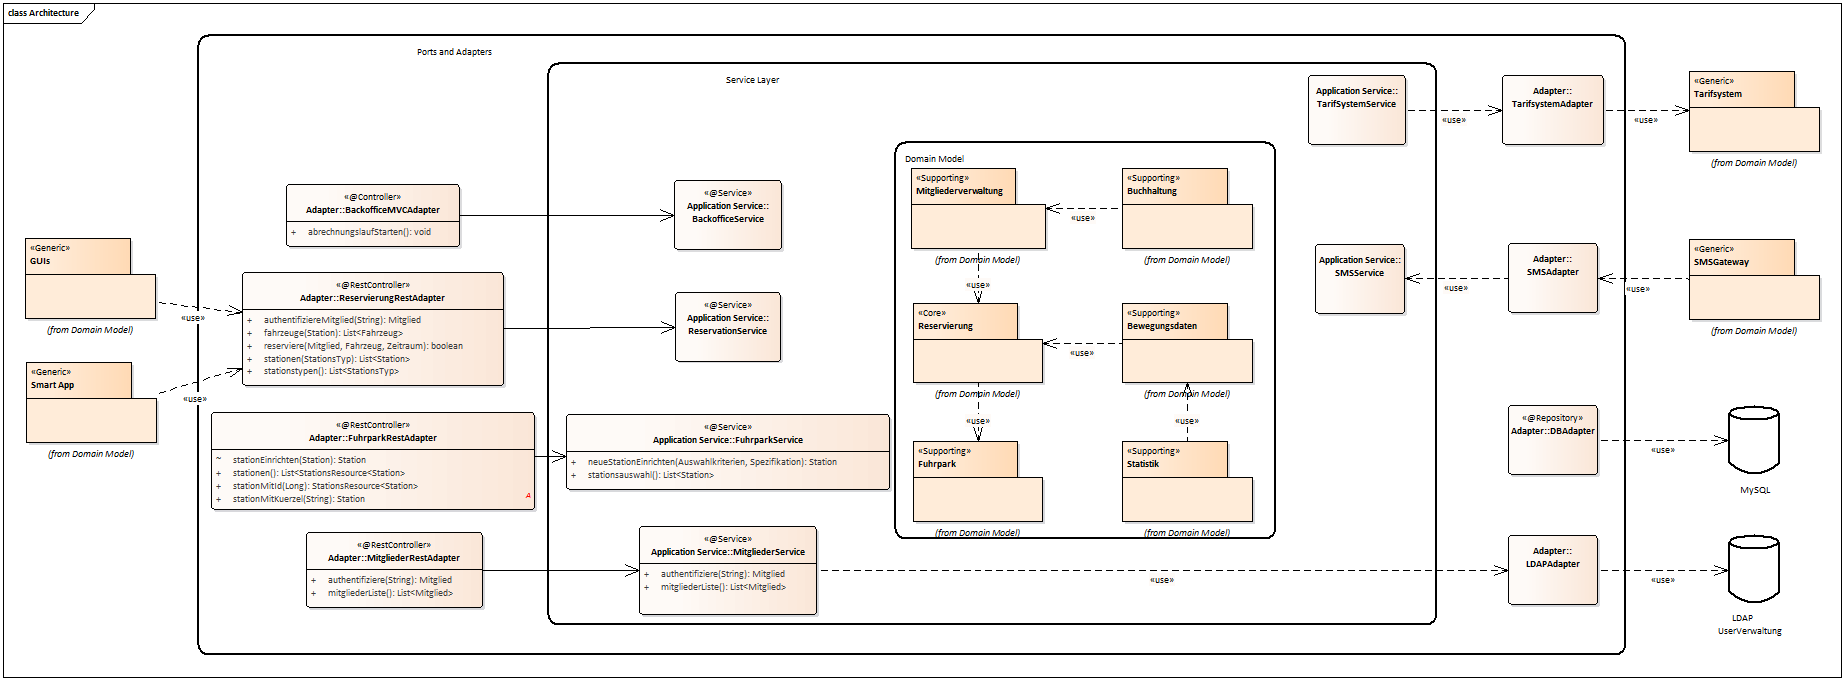 class Architecture
Ports and Adapters
Service Layer
Domain Model
«Generic»
GUIs
(from Domain Model)
«use»
«Generic»
Smart App
(from Domain Model)
«use»
«@Controller»
Adapter::BackofficeMVCAdapter
+ abrechnungslaufStarten(): void
«@RestController»
Adapter::ReservierungRestAdapter
+ authentifiziereMitglied(String): Mitglied
+ fahrzeuge(Station): List<Fahrzeug>
+ reserviere(Mitglied, Fahrzeug, Zeitraum): boolean
+ stationen(StationsTyp): List<Station>
+ stationstypen(): List<StationsTyp>
«@RestController»
Adapter::FuhrparkRestAdapter
~ stationEinrichten(Station): Station
+ stationen(): List<StationsResource<Station>
+ stationMitId(Long): StationsResource<Station>
+ stationMitKuerzel(String): Station
A
«@RestController»
Adapter::MitgliederRestAdapter
+ authentifiziere(String): Mitglied
+ mitgliederListe(): List<Mitglied>
«@Service»
Application Service::
BackofficeService
«@Service»
Application Service::
ReservationService
«@Service»
Application Service::FuhrparkService
+ neueStationEinrichten(Auswahlkriterien, Spezifikation): Station
+ stationsauswahl(): List<Station>
«@Service»
Application Service::MitgliederService
+ authentifiziere(String): Mitglied
+ mitgliederListe(): List<Mitglied>
«use»
«Supporting»
Mitgliederverwaltung
(from Domain Model)
«use»
«Supporting»
Buchhaltung
(from Domain Model)
«use»
«Core»
Reservierung
(from Domain Model)
«use»
«Supporting»
Bewegungsdaten
(from Domain Model)
«use»
«use»
«Supporting»
Fuhrpark
(from Domain Model)
«Supporting»
Statistik
(from Domain Model)
Application Service::
TarifSystemService
«use»
Adapter::
TarifsystemAdapter
«use»
«Generic»
Tarifsystem
(from Domain Model)
Application Service::
SMSService
«use»
Adapter::
SMSAdapter
«use»
«Generic»
SMSGateway
(from Domain Model)
«@Repository»
Adapter::DBAdapter
«use»
MySQL
Adapter::
LDAPAdapter
«use»
LDAP
UserVerwaltung